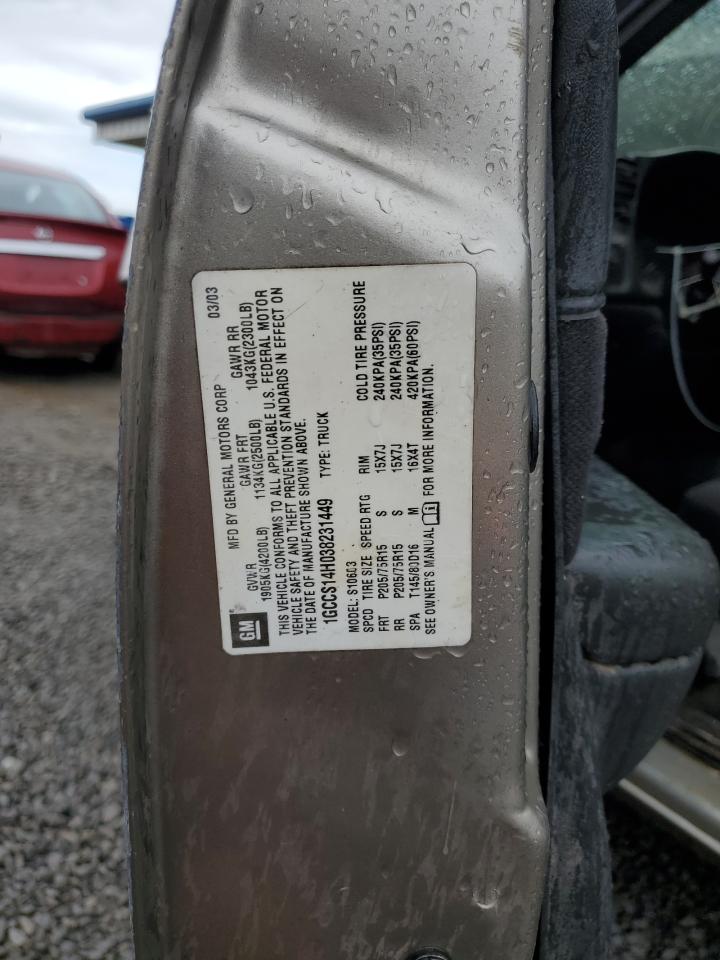 GM
MFD BY GENERAL MOTORS CORP 03/03
GVWR GAWR FRT GAWR RR
1905KG(4200LB) 1134KG(2500LB) 1043KG(2300LB)
THIS VEHICLE CONFORMS TO ALL APPLICABLE U.S. FEDERAL MOTOR
VEHICLE SAFETY AND THEFT PREVENTION STANDARDS IN EFFECT ON
THE DATE OF MANUFACTURE SHOWN ABOVE.
1GCCS14H038231449 TYPE: TRUCK
MODEL: S10603
SPCD TIRE SIZE SPEED RTG RIM COLD TIRE PRESSURE
FRT P205/75R15 S 15X7J 240KPA(35PSI)
RR P205/75R15 S 15X7J 240KPA(35PSI)
SPA T145/80D16 M 16X4T 420KPA(60PSI)
SEE OWNER'S MANUAL FOR MORE INFORMATION.